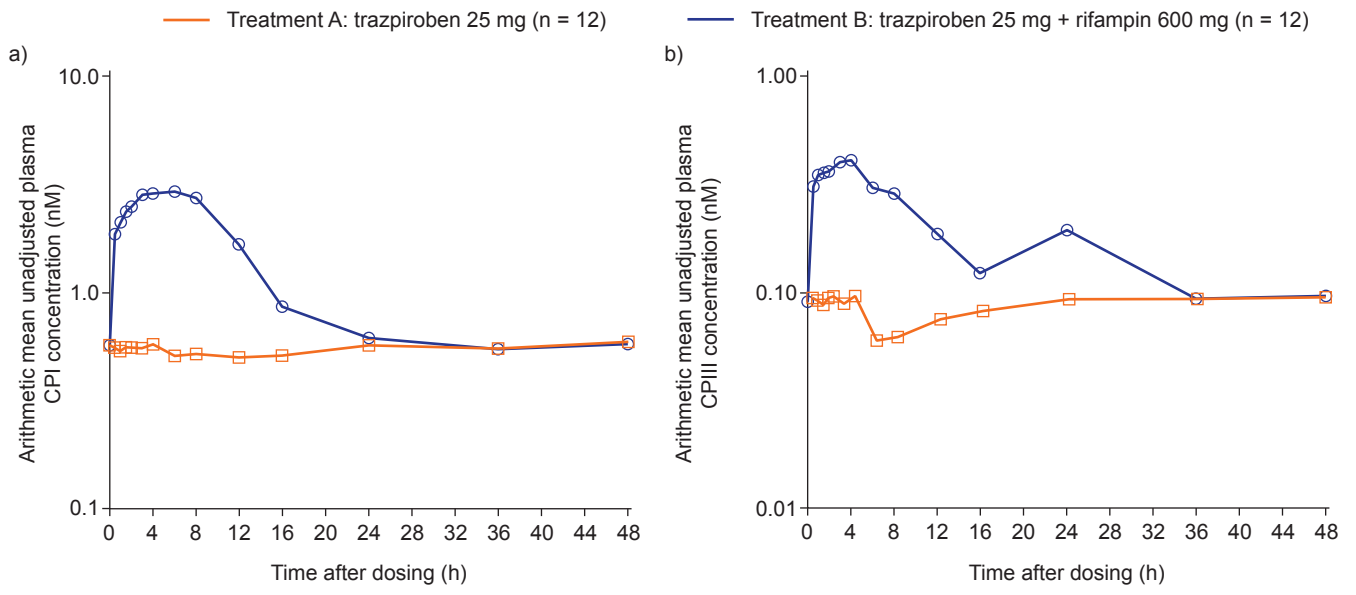 Treatment A: trazpiroben 25 mg (n = 12)
Treatment B: trazpiroben 25 mg + rifampin 600 mg (n = 12)
a)
Arithmetic mean unadjusted plasma
CPI concentration (nM)
10.0
1.0
0.1
0 4 8 12 16 20 24 28 32 36 40 44 48
Time after dosing (h)
b)
Arithmetic mean unadjusted plasma
CPIII concentration (nM)
1.00
0.10
0.01
0 4 8 12 16 20 24 28 32 36 40 44 48
Time after dosing (h)